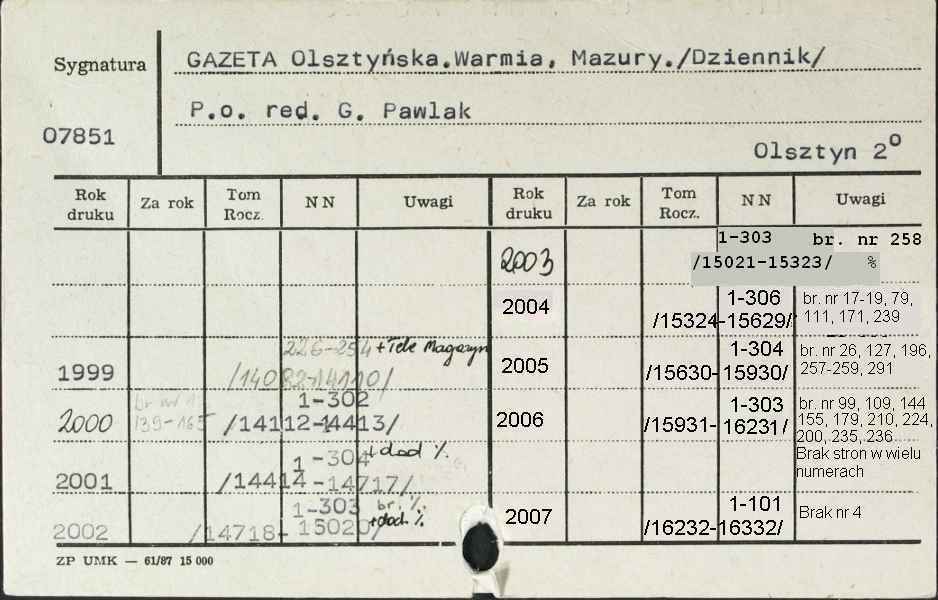 Sygnatura
GAZETA Olsztyńska.Warmia, Mazury./Dziennik/
P.o. red. G. Pawlak
07851
Olsztyn 2º
Rok druku
Za rok
Tom Rocz.
NN
Uwagi
Rok druku
Za rok
Tom Rocz.
NN
Uwagi
1999
226-254 +Tele Magazyn
/14082-14110/
2000
br nr
139-165
1-302
/14112-14413/
2001
1-304 +dod %
/14414-14717/
2002
1-303 br. %
/14718-15020/ +dod %
2003
1-303 br. nr 258
/15021-15323/ %
2004
1-306
/15324-15629/
br. nr 17-19, 79,
111, 171, 239
2005
1-304
/15630-15930/
br. nr 26, 127, 196,
257-259, 291
2006
1-303
/15931-16231/
br. nr 99, 109, 144
155, 179, 210, 224,
200, 235, 236
Brak stron w wielu
numerach
2007
1-101
/16232-16332/
Brak nr 4
ZP UMK — 61/87 15 000